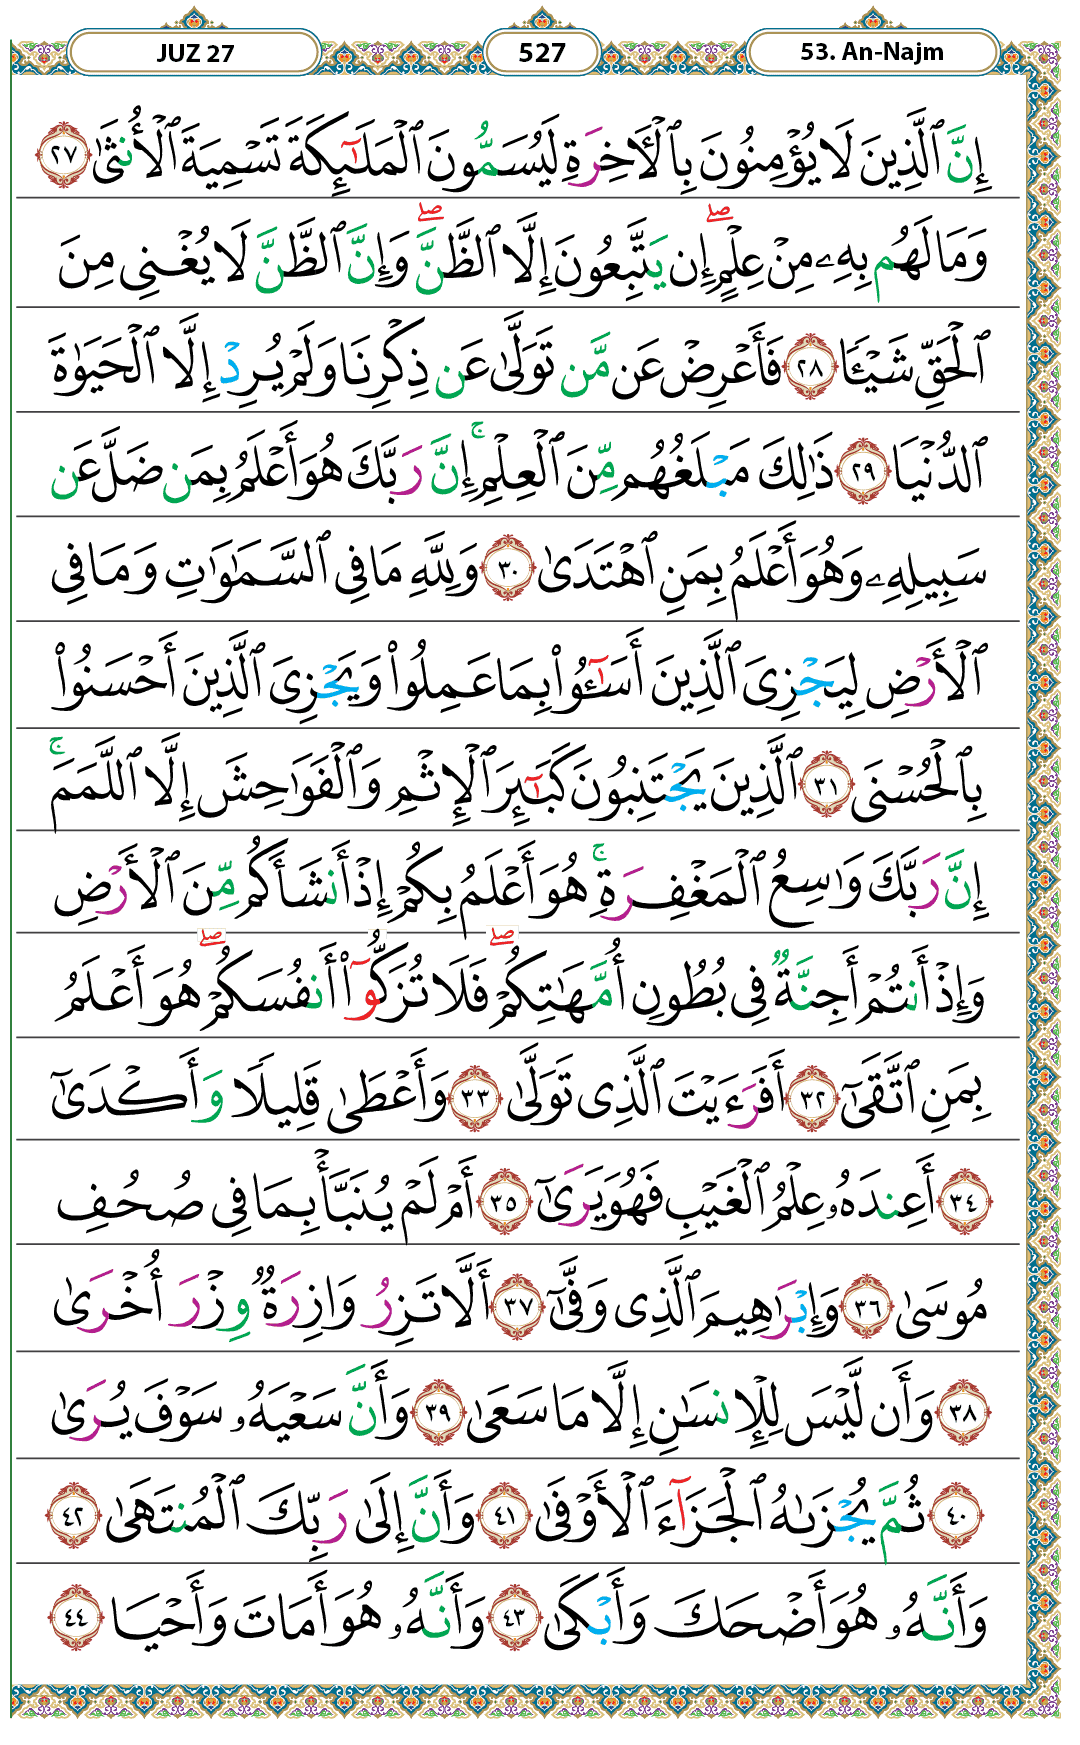 JUZ 27 527 53. An-Najm
إِنَّ ٱلَّذِينَ لَا يُؤْمِنُونَ بِٱلْـَٔاخِرَةِ لَيُسَمُّونَ ٱلْمَلَـٰٓئِكَةَ تَسْمِيَةَ ٱلْأُنثَىٰ ٢٧
وَمَا لَهُم بِهِۦ مِنْ عِلْمٍ ۖ إِن يَتَّبِعُونَ إِلَّا ٱلظَّنَّ ۖ وَإِنَّ ٱلظَّنَّ لَا يُغْنِى مِنَ
ٱلْحَقِّ شَيْـًٔا ٢٨ فَأَعْرِضْ عَن مَّن تَوَلَّىٰ عَن ذِكْرِنَا وَلَمْ يُرِدْ إِلَّا ٱلْحَيَوٰةَ
ٱلدُّنْيَا ٢٩ ذَٰلِكَ مَبْلَغُهُم مِّنَ ٱلْعِلْمِ ۚ إِنَّ رَبَّكَ هُوَ أَعْلَمُ بِمَن ضَلَّ عَن
سَبِيلِهِۦ وَهُوَ أَعْلَمُ بِمَنِ ٱهْتَدَىٰ ٣٠ وَلِلَّهِ مَا فِى ٱلسَّمَـٰوَٰتِ وَمَا فِى
ٱلْأَرْضِ لِيَجْزِىَ ٱلَّذِينَ أَسَـٰٓـُٔوا۟ بِمَا عَمِلُوا۟ وَيَجْزِىَ ٱلَّذِينَ أَحْسَنُوا۟
بِٱلْحُسْنَى ٣١ ٱلَّذِينَ يَجْتَنِبُونَ كَبَـٰٓئِرَ ٱلْإِثْمِ وَٱلْفَوَٰحِشَ إِلَّا ٱللَّمَمَ ۚ
إِنَّ رَبَّكَ وَٰسِعُ ٱلْمَغْفِرَةِ ۚ هُوَ أَعْلَمُ بِكُمْ إِذْ أَنشَأَكُم مِّنَ ٱلْأَرْضِ
وَإِذْ أَنتُمْ أَجِنَّةٌ فِى بُطُونِ أُمَّهَـٰتِكُمْ ۖ فَلَا تُزَكُّوٓا۟ أَنفُسَكُمْ ۖ هُوَ أَعْلَمُ
بِمَنِ ٱتَّقَىٰٓ ٣٢ أَفَرَءَيْتَ ٱلَّذِى تَوَلَّىٰ ٣٣ وَأَعْطَىٰ قَلِيلًا وَأَكْدَىٰٓ
٣٤ أَعِندَهُۥ عِلْمُ ٱلْغَيْبِ فَهُوَ يَرَىٰٓ ٣٥ أَمْ لَمْ يُنَبَّأْ بِمَا فِى صُحُفِ
مُوسَىٰ ٣٦ وَإِبْرَٰهِيمَ ٱلَّذِى وَفَّىٰٓ ٣٧ أَلَّا تَزِرُ وَازِرَةٌ وِزْرَ أُخْرَىٰ
٣٨ وَأَن لَّيْسَ لِلْإِنسَـٰنِ إِلَّا مَا سَعَىٰ ٣٩ وَأَنَّ سَعْيَهُۥ سَوْفَ يُرَىٰ
٤٠ ثُمَّ يُجْزَىٰهُ ٱلْجَزَآءَ ٱلْأَوْفَىٰ ٤١ وَأَنَّ إِلَىٰ رَبِّكَ ٱلْمُنتَهَىٰ ٤٢
وَأَنَّهُۥ هُوَ أَضْحَكَ وَأَبْكَىٰ ٤٣ وَأَنَّهُۥ هُوَ أَمَاتَ وَأَحْيَا ٤٤